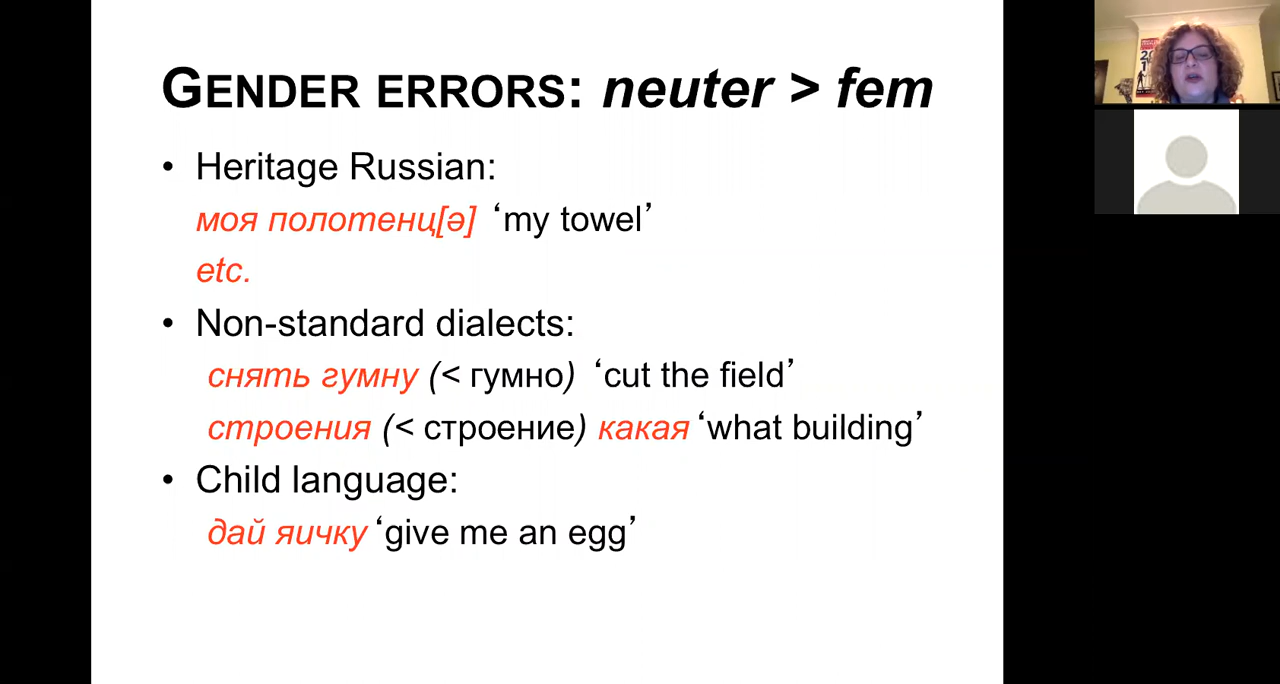 GENDER ERRORS: neuter > fem
• Heritage Russian:
моя полотенц[ə] ‘my towel’
etc.
• Non-standard dialects:
снять гумну (< гумно) ‘cut the field’
строения (< строение) какая ‘what building’
• Child language:
дай яичку ‘give me an egg’